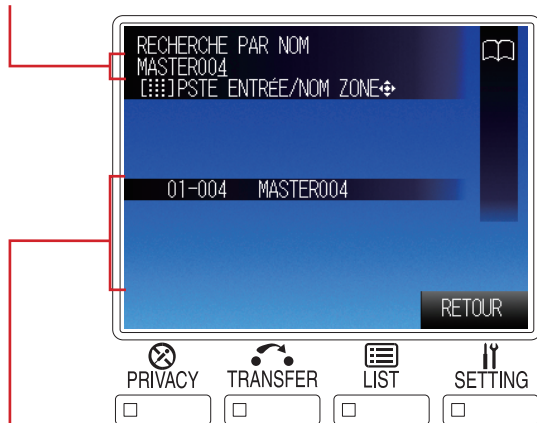 RECHERCHE PAR NOM
MASTER004
[]PSTE ENTRÉE/NOM ZONE
01-004 MASTER004
RETOUR
PRIVACY TRANSFER LIST SETTING